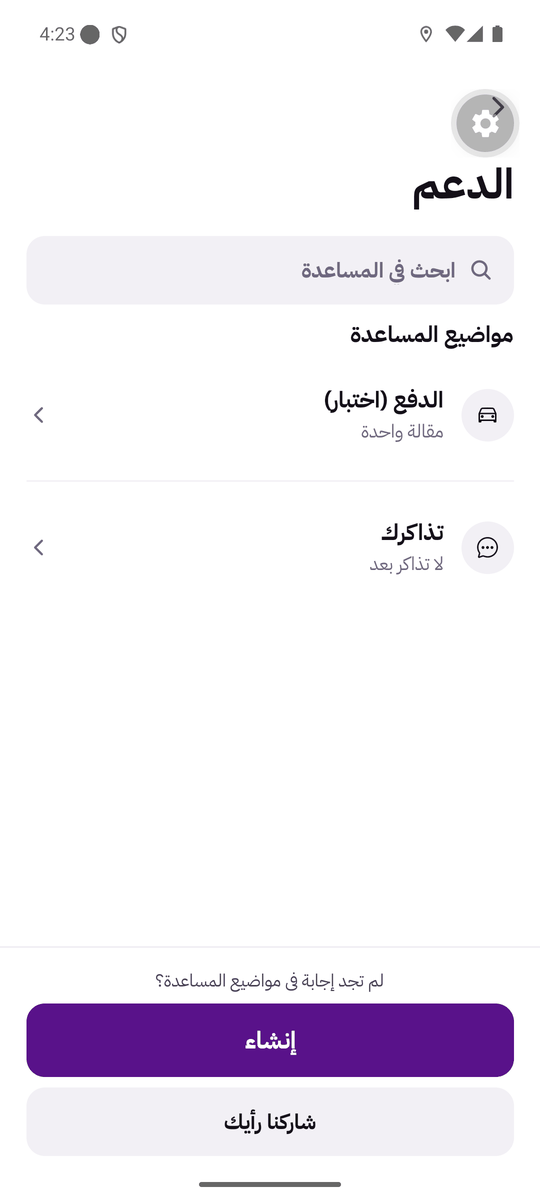 4:23
الدعم
ابحث في المساعدة
مواضيع المساعدة
الدفع (اختبار)
مقالة واحدة
تذاكرك
لا تذاكر بعد
لم تجد إجابة في مواضيع المساعدة؟
إنشاء
شاركنا رأيك